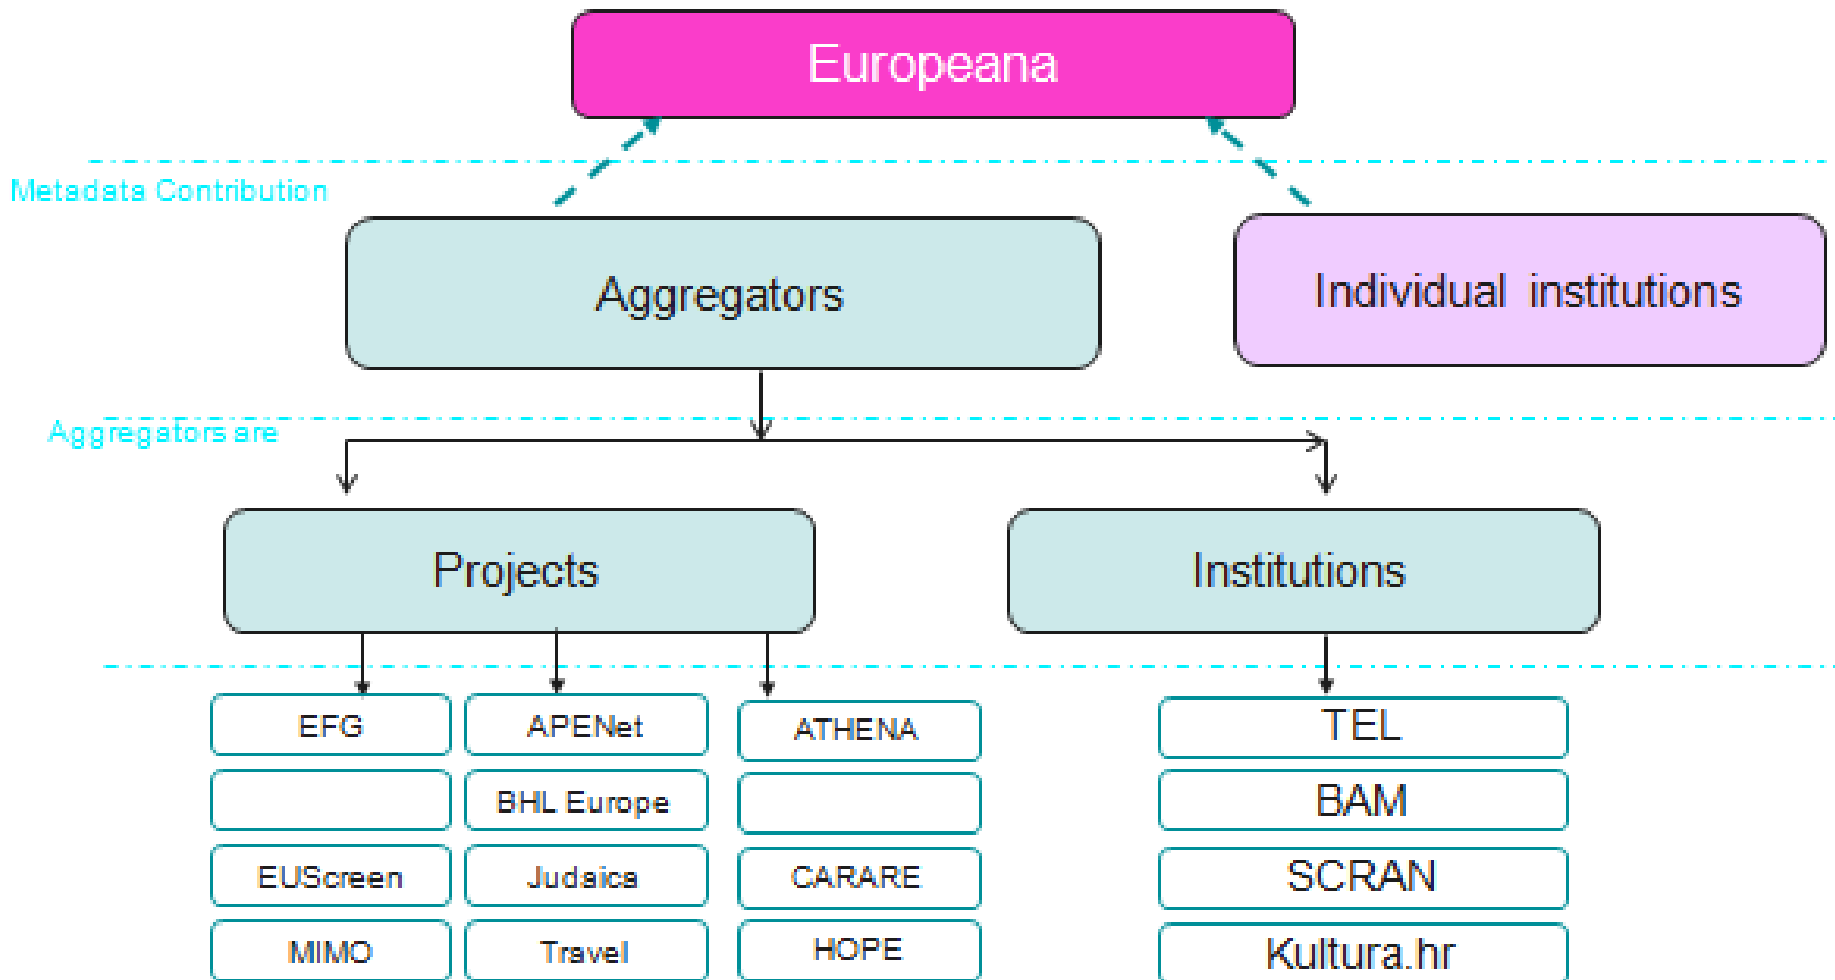 Europeana
Metadata Contribution
Aggregators
Individual institutions
Aggregators are
Projects
Institutions
EFG
APENet
ATHENA
TEL
BHL Europe
BAM
EUScreen
Judaica
CARARE
SCRAN
MIMO
Travel
HOPE
Kultura.hr